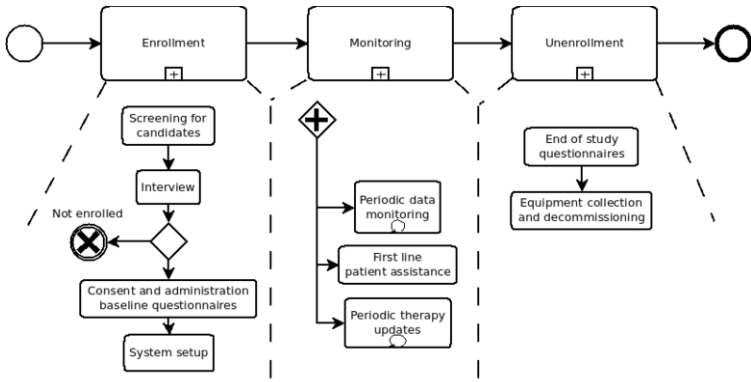 Enrollment
Monitoring
Unenrollment
Screening for
candidates
Interview
Not enrolled
Consent and administration
baseline questionnaires
System setup
Periodic data
monitoring
First line
patient assistance
Periodic therapy
updates
End of study
questionnaires
Equipment collection
and decommissioning